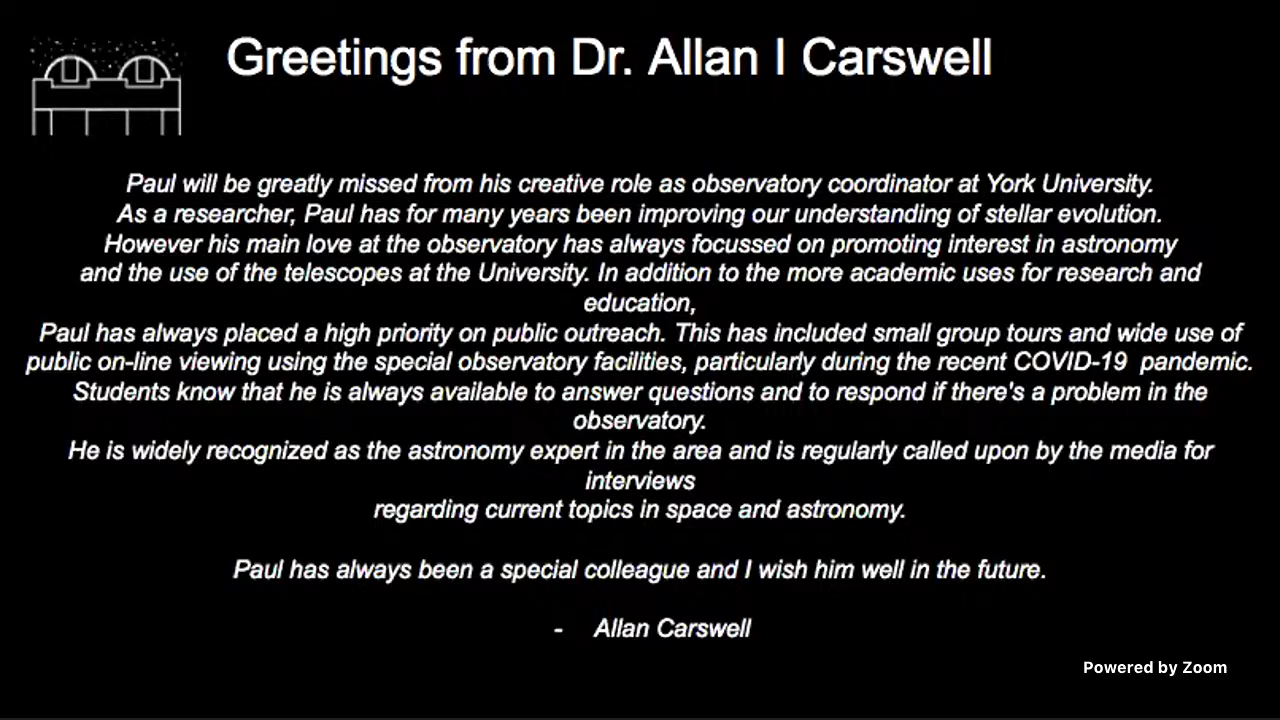 Greetings from Dr. Allan I Carswell
Paul will be greatly missed from his creative role as observatory coordinator at York University.
As a researcher, Paul has for many years been improving our understanding of stellar evolution.
However his main love at the observatory has always focussed on promoting interest in astronomy
and the use of the telescopes at the University. In addition to the more academic uses for research and
education,
Paul has always placed a high priority on public outreach. This has included small group tours and wide use of
public on-line viewing using the special observatory facilities, particularly during the recent COVID-19 pandemic.
Students know that he is always available to answer questions and to respond if there's a problem in the
observatory.
He is widely recognized as the astronomy expert in the area and is regularly called upon by the media for
interviews
regarding current topics in space and astronomy.
Paul has always been a special colleague and I wish him well in the future.
- Allan Carswell
Powered by Zoom